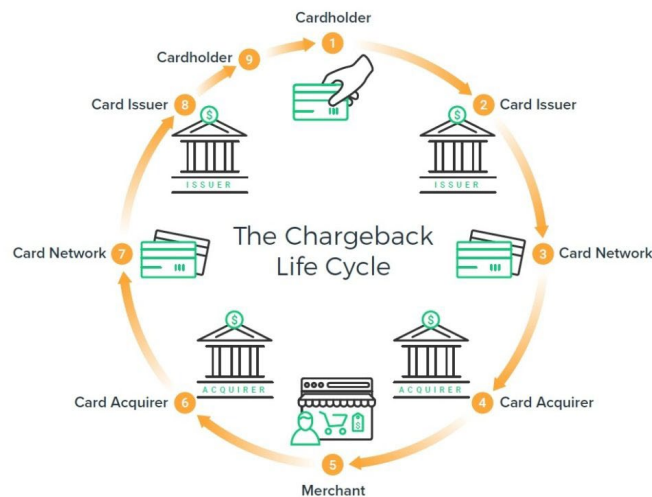 Cardholder
1
Cardholder
9
Card Issuer
8
$
ISSUER
2
Card Issuer
$
ISSUER
Card Network
7
The Chargeback
Life Cycle
3
Card Network
$
ACQUIRER
$
ACQUIRER
Card Acquirer
6
4
Card Acquirer
$
5
Merchant